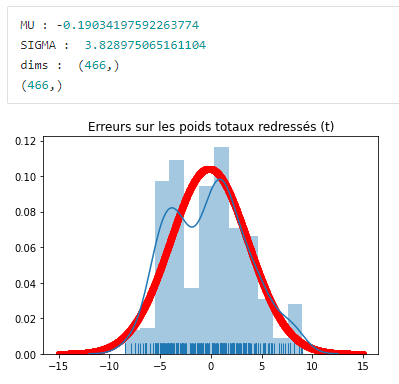 MU : -0.19034197592263774
SIGMA :  3.828975065161104
dims :  (466,)
(466,)
Erreurs sur les poids totaux redressés (t)
0.12
0.10
0.08
0.06
0.04
0.02
0.00
−15 −10 −5 0 5 10 15